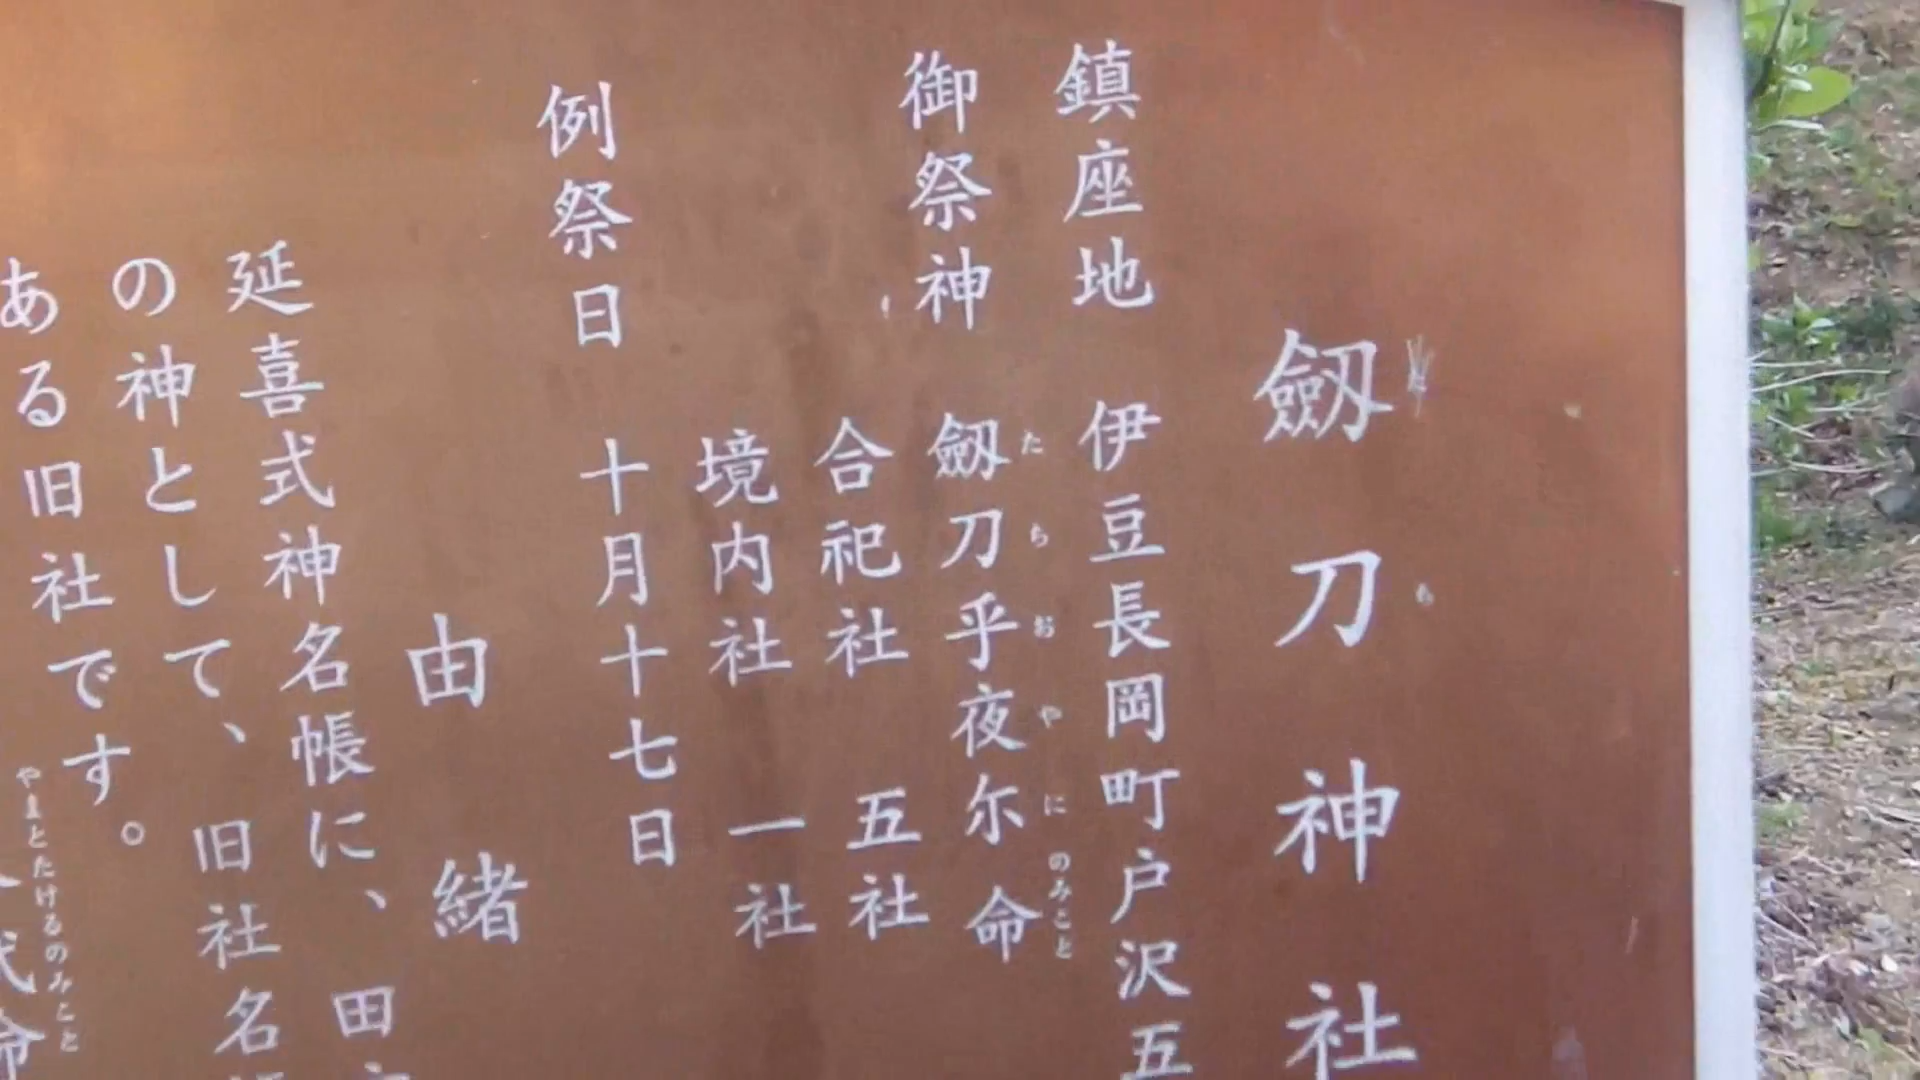 劔刀神社
鎮座地 伊豆長岡町戸沢五
御祭神 劔刀乎夜尓命
たちおやにのみこと
合祀社 五社
境内社 一社
例祭日 十月十七日
由緒
延喜式神名帳に、田
の神として、旧社名
ある旧社です。
やまとたけるのみこと